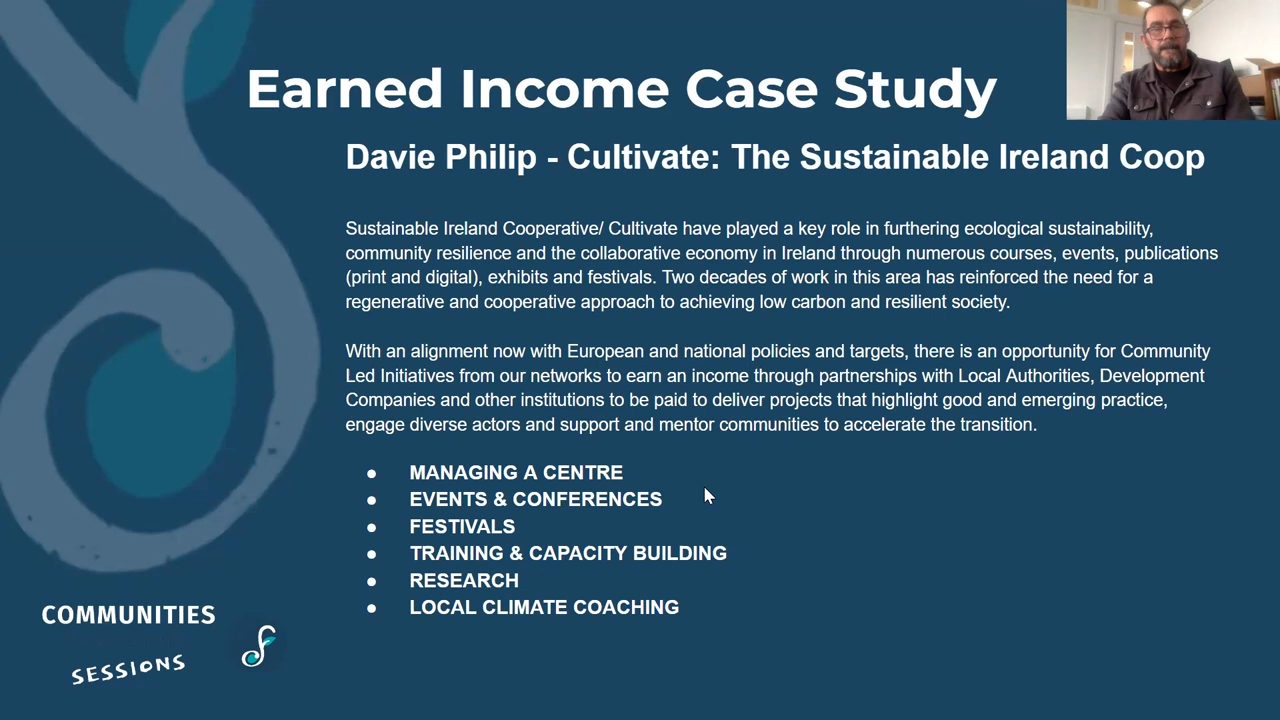 Earned Income Case Study
Davie Philip - Cultivate: The Sustainable Ireland Coop
Sustainable Ireland Cooperative/ Cultivate have played a key role in furthering ecological sustainability,
community resilience and the collaborative economy in Ireland through numerous courses, events, publications
(print and digital), exhibits and festivals. Two decades of work in this area has reinforced the need for a
regenerative and cooperative approach to achieving low carbon and resilient society.
With an alignment now with European and national policies and targets, there is an opportunity for Community
Led Initiatives from our networks to earn an income through partnerships with Local Authorities, Development
Companies and other institutions to be paid to deliver projects that highlight good and emerging practice,
engage diverse actors and support and mentor communities to accelerate the transition.
● MANAGING A CENTRE
● EVENTS & CONFERENCES
● FESTIVALS
● TRAINING & CAPACITY BUILDING
● RESEARCH
● LOCAL CLIMATE COACHING
COMMUNITIES
SESSIONS